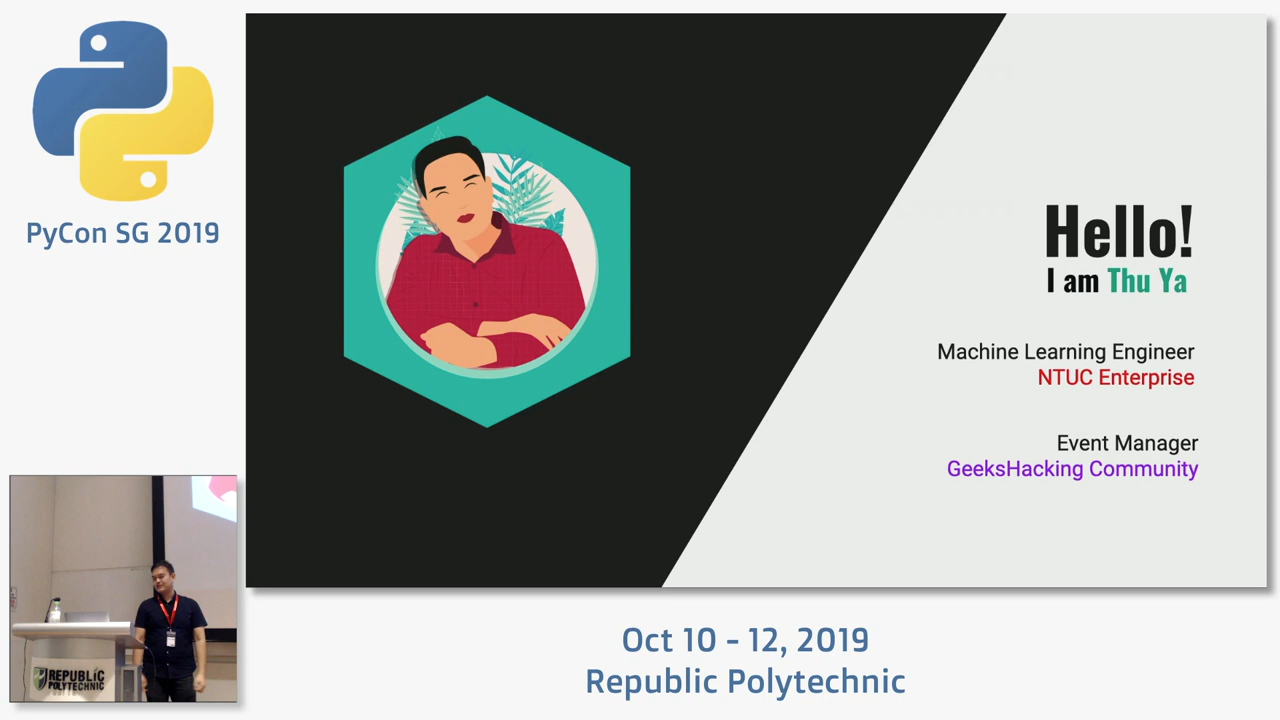 PyCon SG 2019
Hello!
I am Thu Ya
Machine Learning Engineer
NTUC Enterprise
Event Manager
GeeksHacking Community
REPUBLIC
POLYTECHNIC
Oct 10 - 12, 2019
Republic Polytechnic